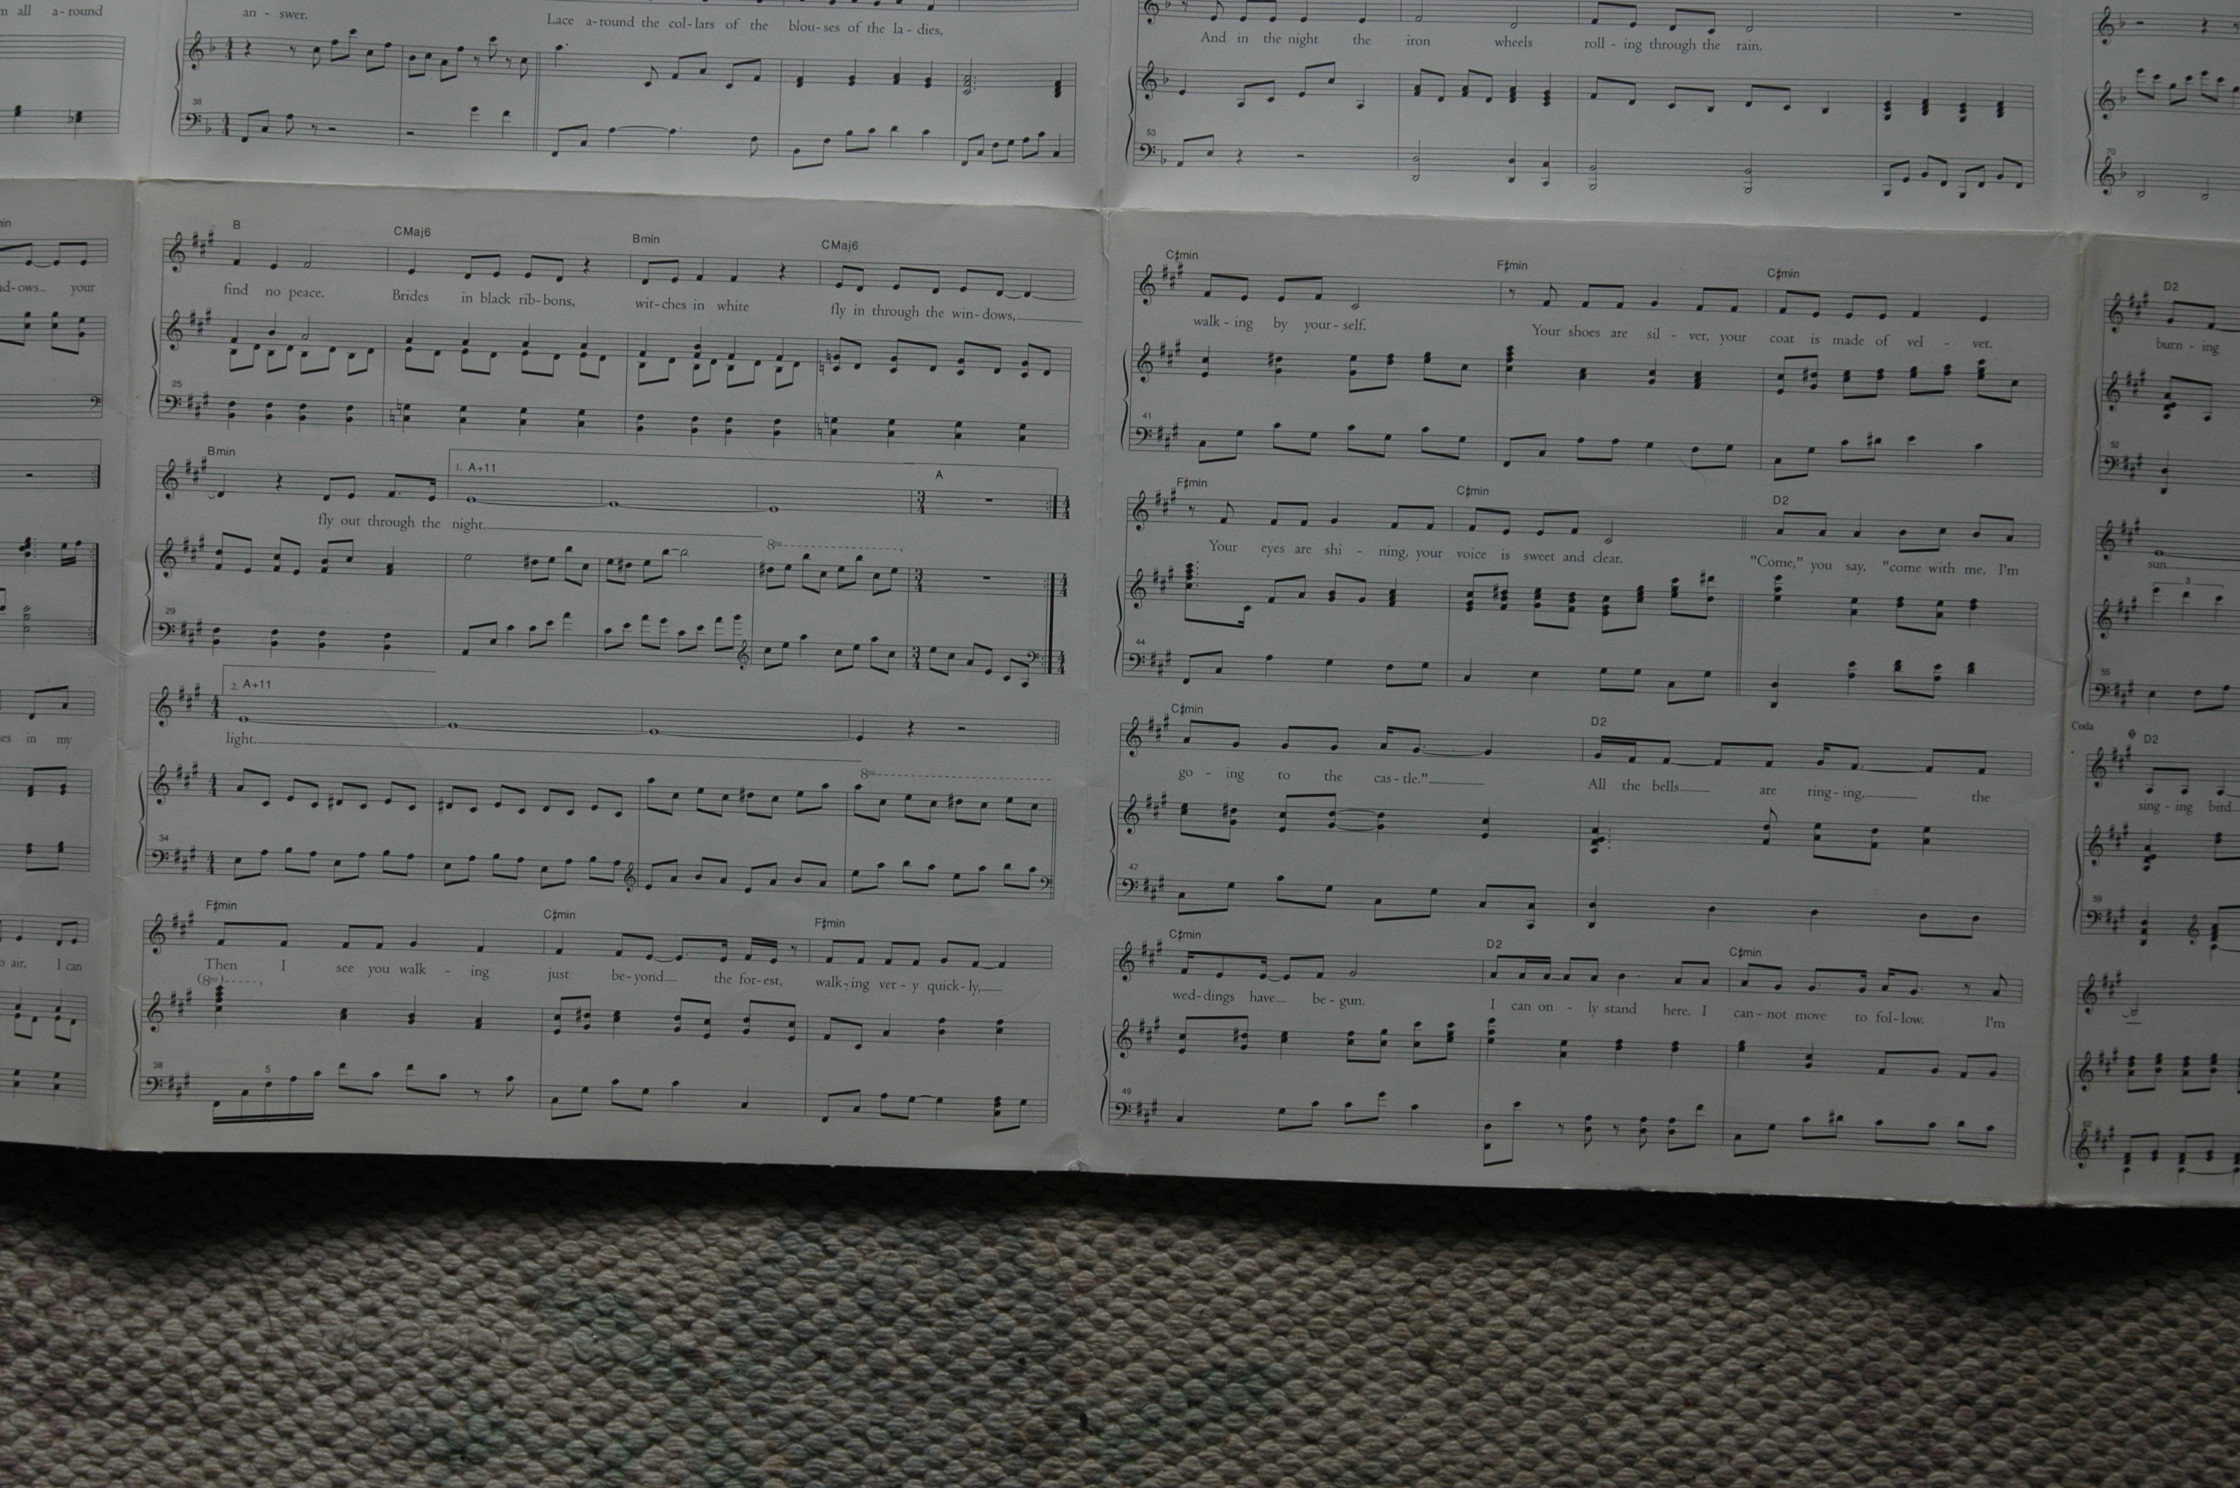 all a-round
an - swer.
Lace a-round the col-lars of the blou-ses of the la-dies,
38
And in the night the iron wheels roll - ing through the rain,
53
70
B CMaj6 Bmin CMaj6
find no peace. Brides in black rib-bons, wit-ches in white fly in through the win-dows,
25
Bmin 1. A+11 A
fly out through the night.
8va
29
2. A+11
light.
8va
34
F♯min C♯min F♯min
Then I see you walk - ing just be-yond the for-est, walk-ing ver-y quick-ly,
(8va)
38
5
your
in my
air, I can
C♯min F♯min C♯min
walk-ing by your-self. Your shoes are sil - ver, your coat is made of vel - vet.
41
F♯min C♯min D2
Your eyes are shi - ning, your voice is sweet and clear. "Come," you say, "come with me, I'm
44
C♯min D2
go - ing to the cas-tle." All the bells are ring-ing, the
47
C♯min D2 C♯min
wed-dings have be-gun. I can on - ly stand here. I can-not move to fol-low. I'm
49
D2
burn - ing
52
sun.
3
55
Coda
D2
sing - ing bird
59